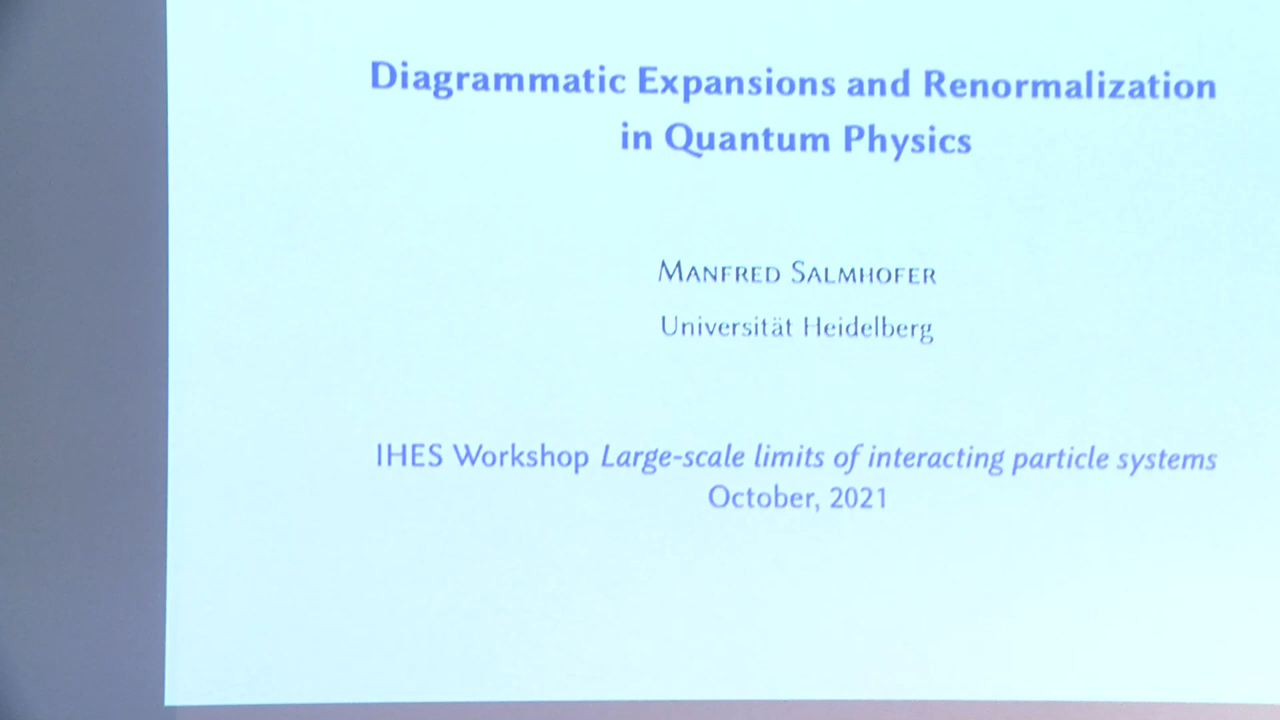 Diagrammatic Expansions and Renormalization
in Quantum Physics
MANFRED SALMHOFER
Universität Heidelberg
IHES Workshop Large-scale limits of interacting particle systems
October, 2021